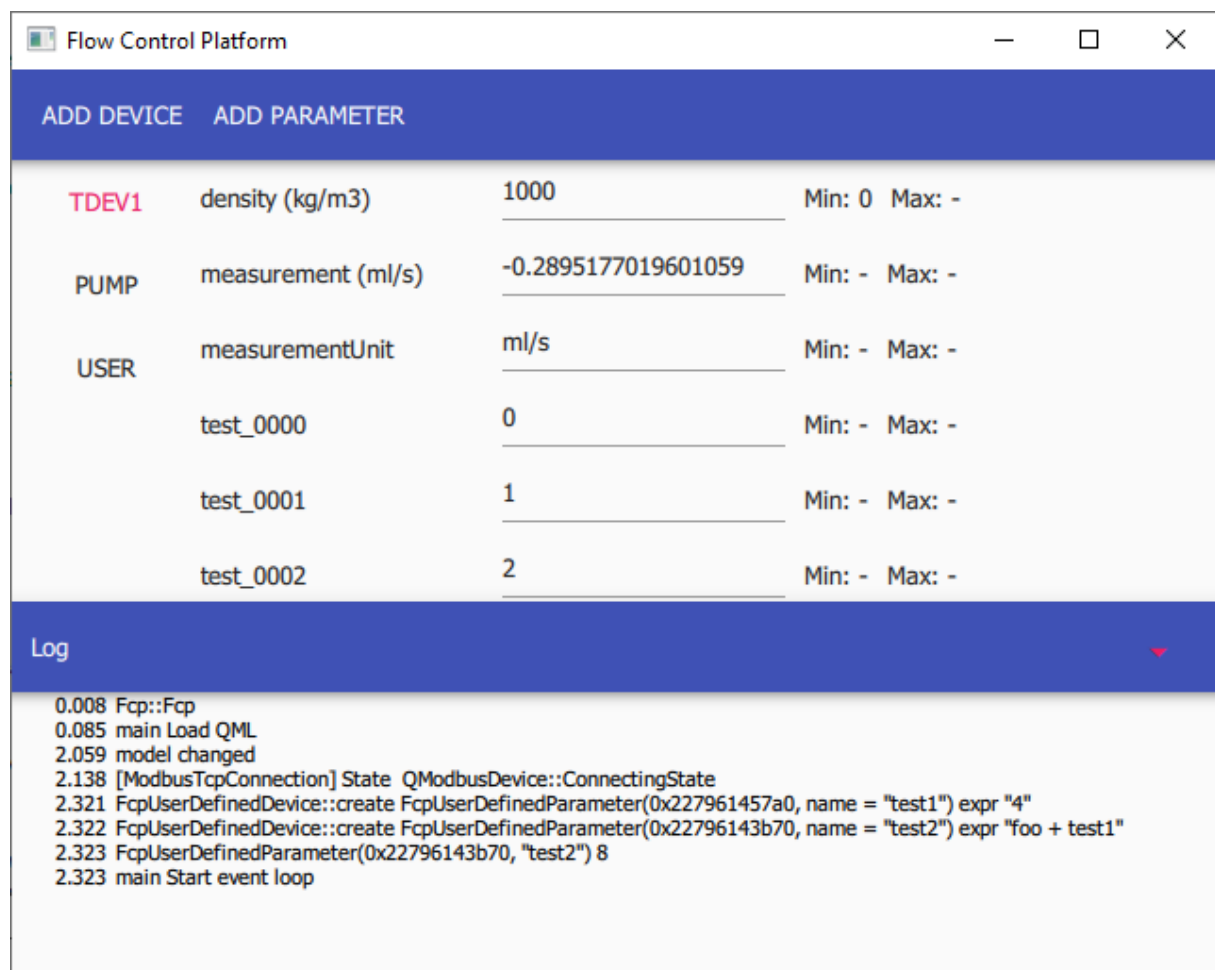 Flow Control Platform
ADD DEVICE ADD PARAMETER
TDEV1 density (kg/m3) 1000 Min: 0 Max: -
PUMP measurement (ml/s) -0.2895177019601059 Min: - Max: -
USER measurementUnit ml/s Min: - Max: -
test_0000 0 Min: - Max: -
test_0001 1 Min: - Max: -
test_0002 2 Min: - Max: -
Log
0.008 Fcp::Fcp
0.085 main Load QML
2.059 model changed
2.138 [ModbusTcpConnection] State QModbusDevice::ConnectingState
2.321 FcpUserDefinedDevice::create FcpUserDefinedParameter(0x227961457a0, name = "test1") expr "4"
2.322 FcpUserDefinedDevice::create FcpUserDefinedParameter(0x22796143b70, name = "test2") expr "foo + test1"
2.323 FcpUserDefinedParameter(0x22796143b70, "test2") 8
2.323 main Start event loop